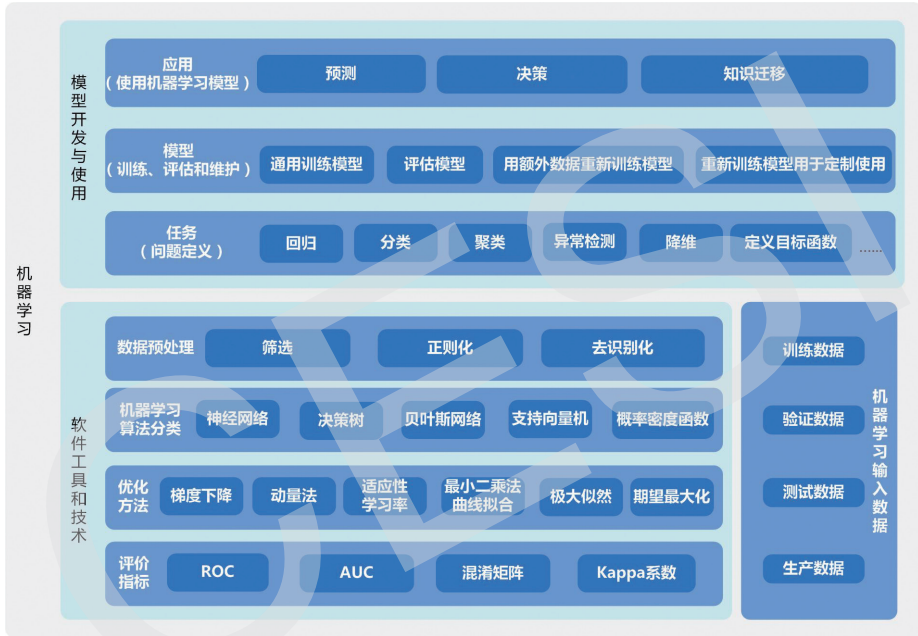 机器学习
模型开发与使用
应用
（使用机器学习模型）
预测
决策
知识迁移
模型
（训练、评估和维护）
通用训练模型
评估模型
用额外数据重新训练模型
重新训练模型用于定制使用
任务
（问题定义）
回归
分类
聚类
异常检测
降维
定义目标函数
......
软件工具和技术
数据预处理
筛选
正则化
去识别化
机器学习
算法分类
神经网络
决策树
贝叶斯网络
支持向量机
概率密度函数
优化
方法
梯度下降
动量法
适应性
学习率
最小二乘法
曲线拟合
极大似然
期望最大化
评价
指标
ROC
AUC
混淆矩阵
Kappa系数
训练数据
验证数据
测试数据
生产数据
机器学习输入数据
CESI